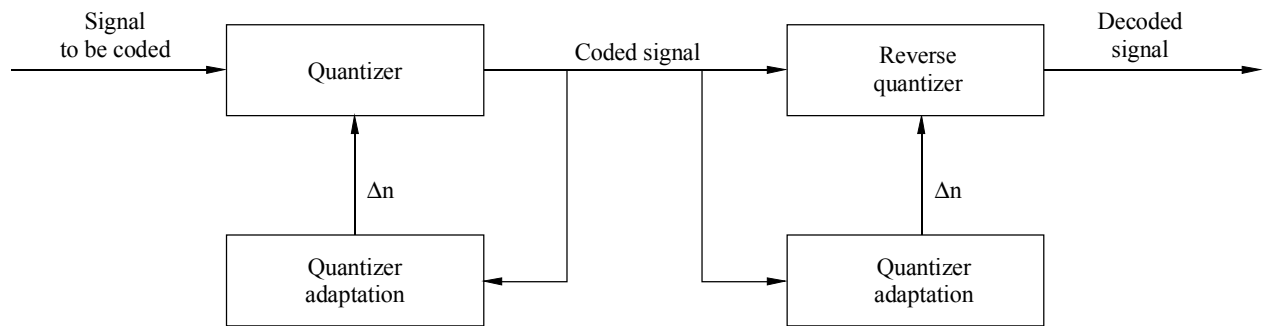 Signal
to be coded
Quantizer
Coded signal
Reverse
quantizer
Decoded
signal
Δn
Δn
Quantizer
adaptation
Quantizer
adaptation